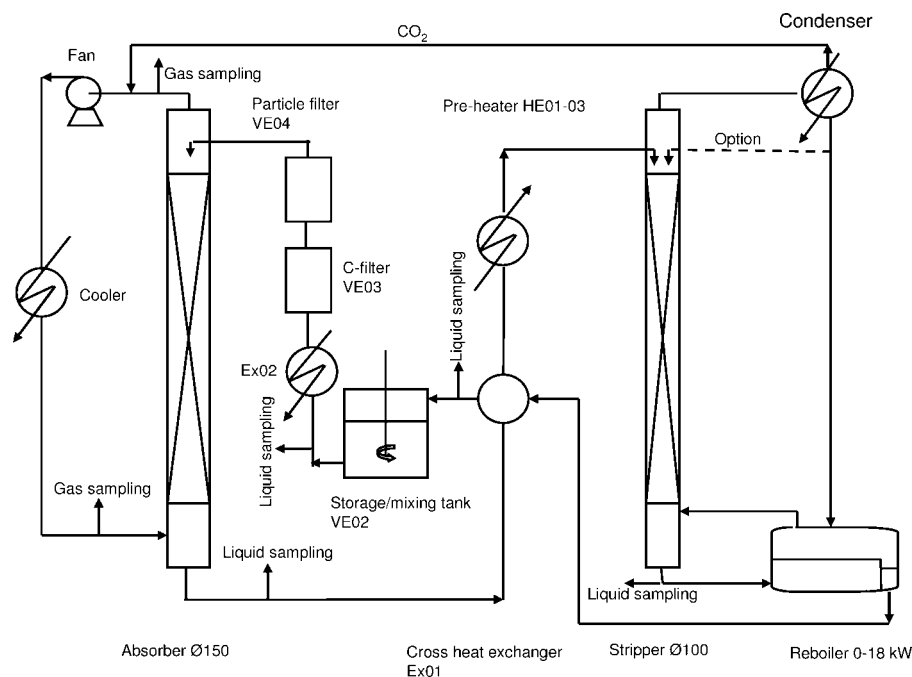 Condenser
CO2
Fan
Gas sampling
Particle filter
VE04
Pre-heater HE01-03
Option
C-filter
VE03
Cooler
Liquid sampling
Ex02
Liquid sampling
Gas sampling
Storage/mixing tank
VE02
Liquid sampling
Liquid sampling
Absorber Ø150
Cross heat exchanger
Ex01
Stripper Ø100
Reboiler 0-18 kW